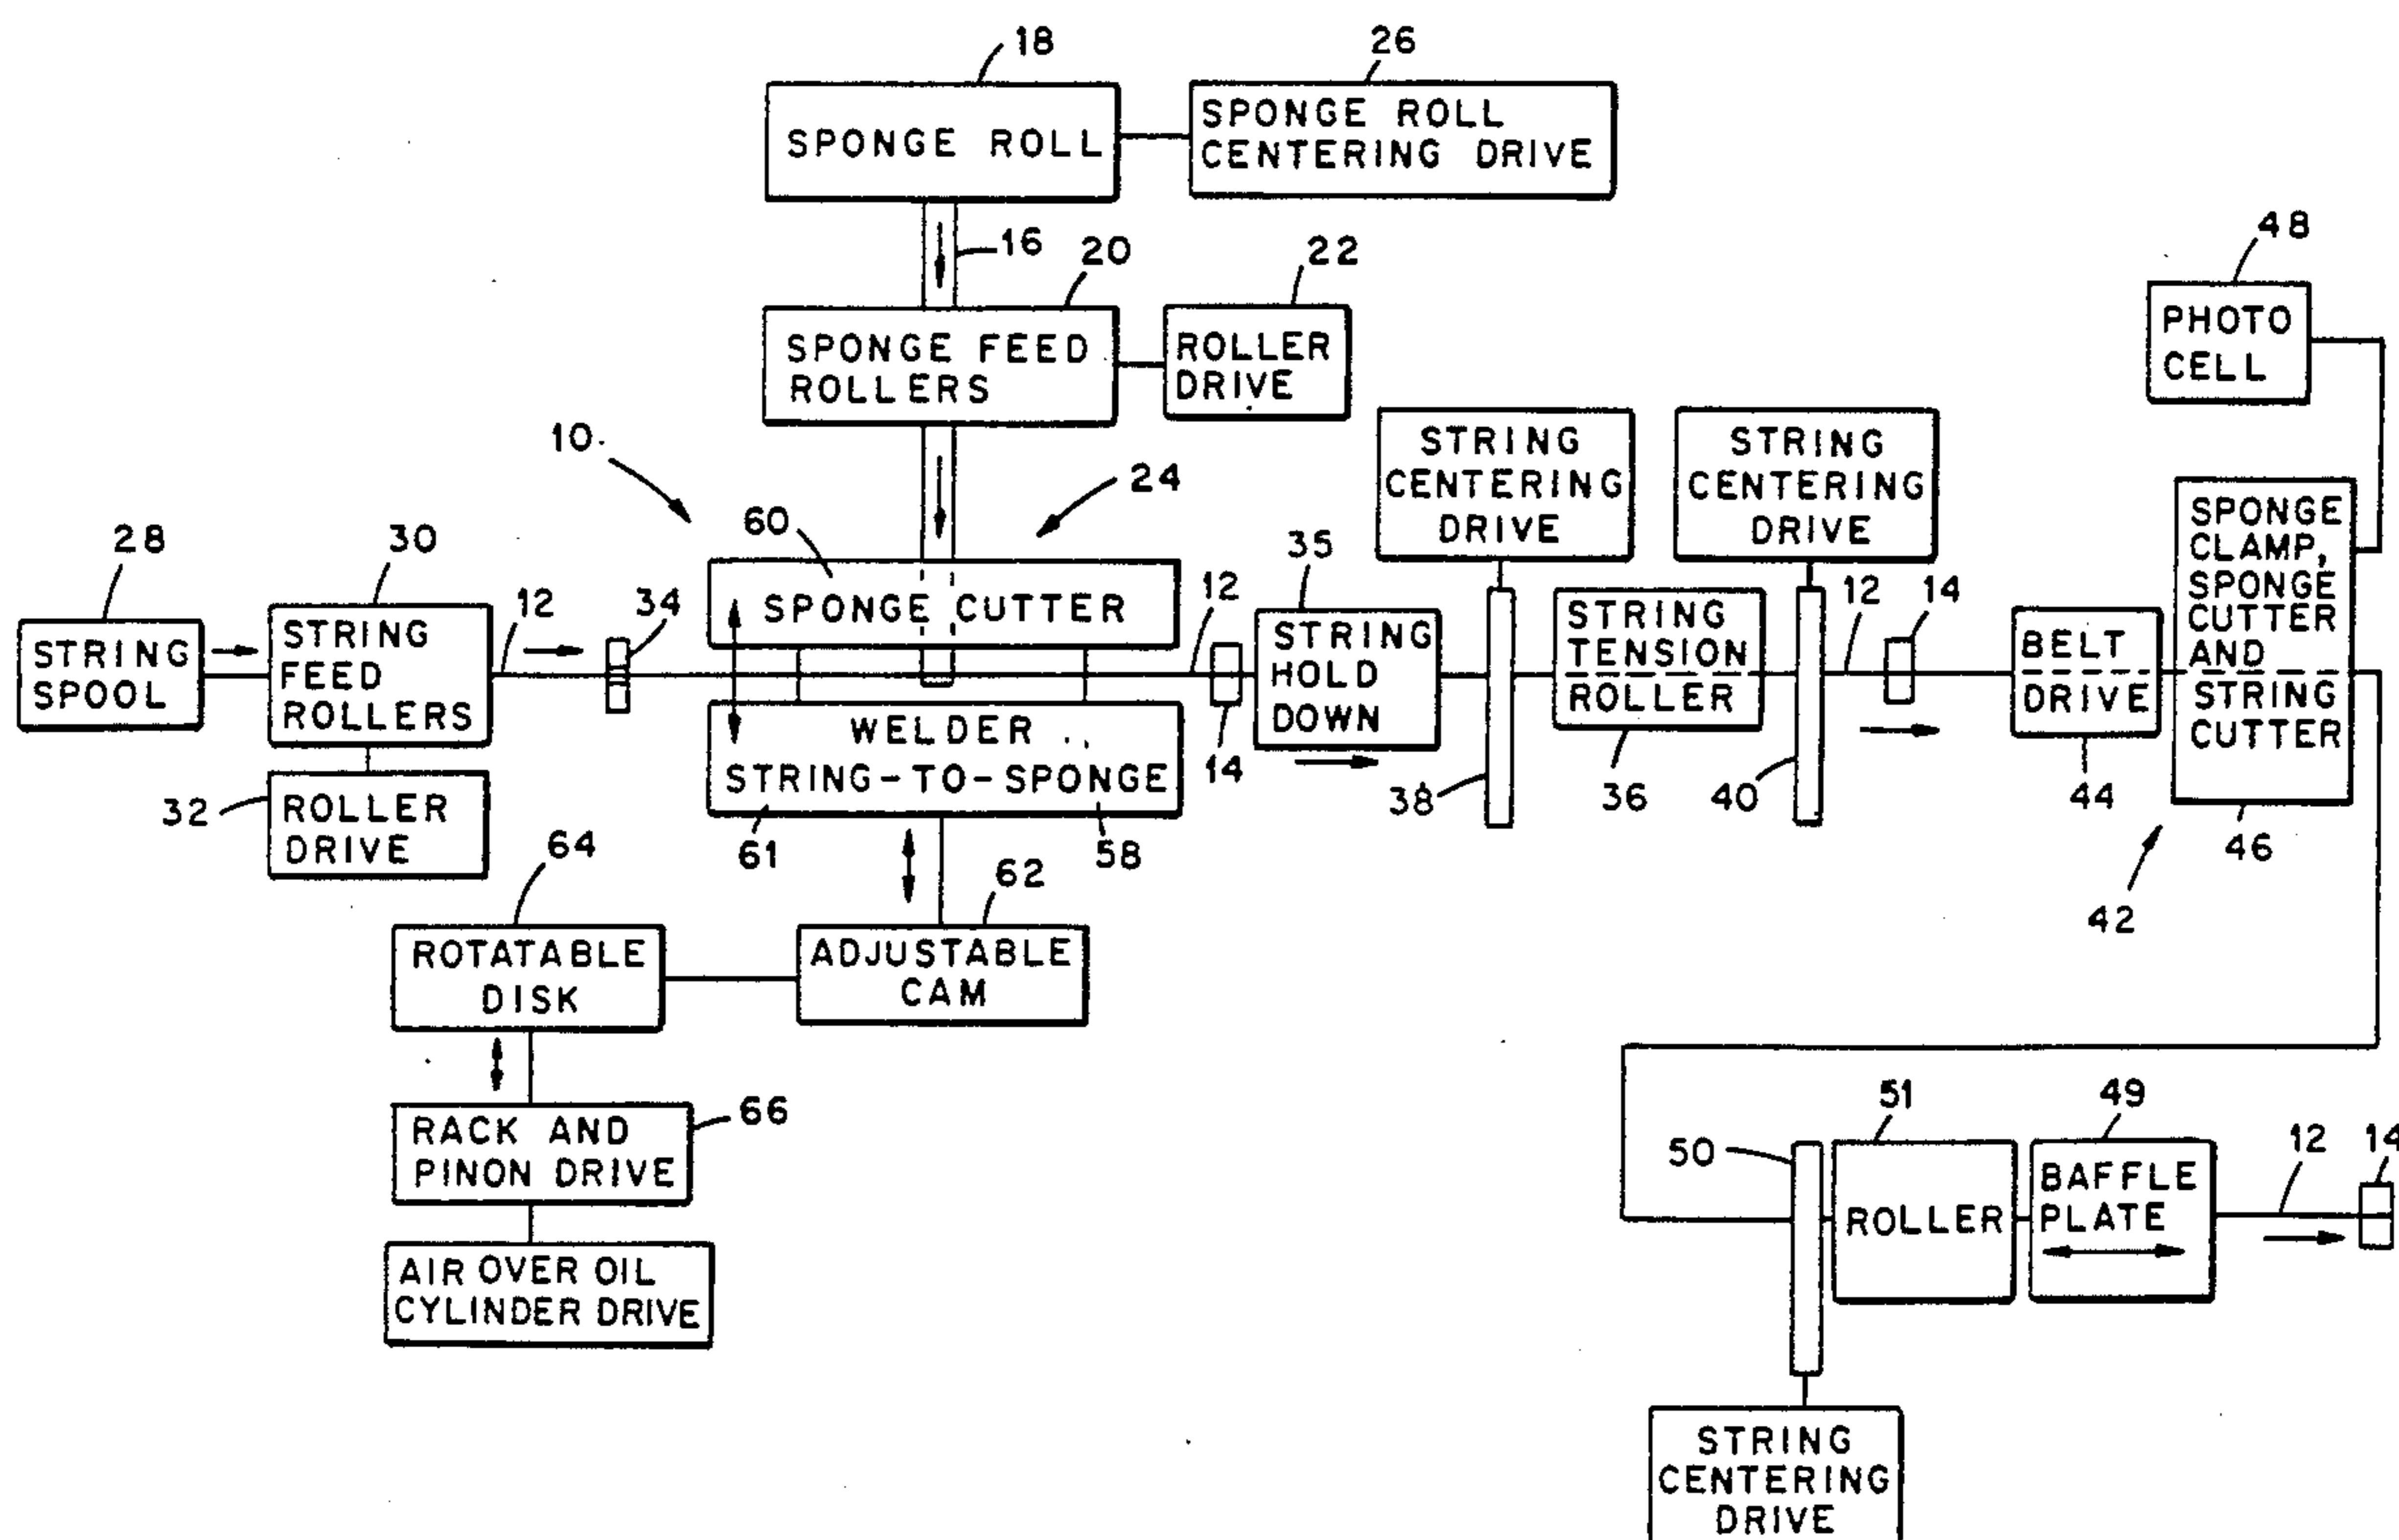 18
26
SPONGE ROLL
SPONGE ROLL
CENTERING DRIVE
16
20
22
48
SPONGE FEED
ROLLERS
ROLLER
DRIVE
PHOTO
CELL
10
24
STRING
CENTERING
DRIVE
STRING
CENTERING
DRIVE
28
30
12
34
60
SPONGE CUTTER
12
35
12
14
STRING
SPOOL
STRING
FEED
ROLLERS
STRING
HOLD
DOWN
STRING
TENSION
ROLLER
BELT
DRIVE
SPONGE
CLAMP,
SPONGE
CUTTER
AND
STRING
CUTTER
WELDER
STRING-TO-SPONGE
14
38
36
40
44
46
42
32
ROLLER
DRIVE
61
58
64
62
ROTATABLE
DISK
ADJUSTABLE
CAM
RACK AND
PINON DRIVE
66
AIR OVER OIL
CYLINDER DRIVE
50
51
49
12
14
ROLLER
BAFFLE
PLATE
STRING
CENTERING
DRIVE